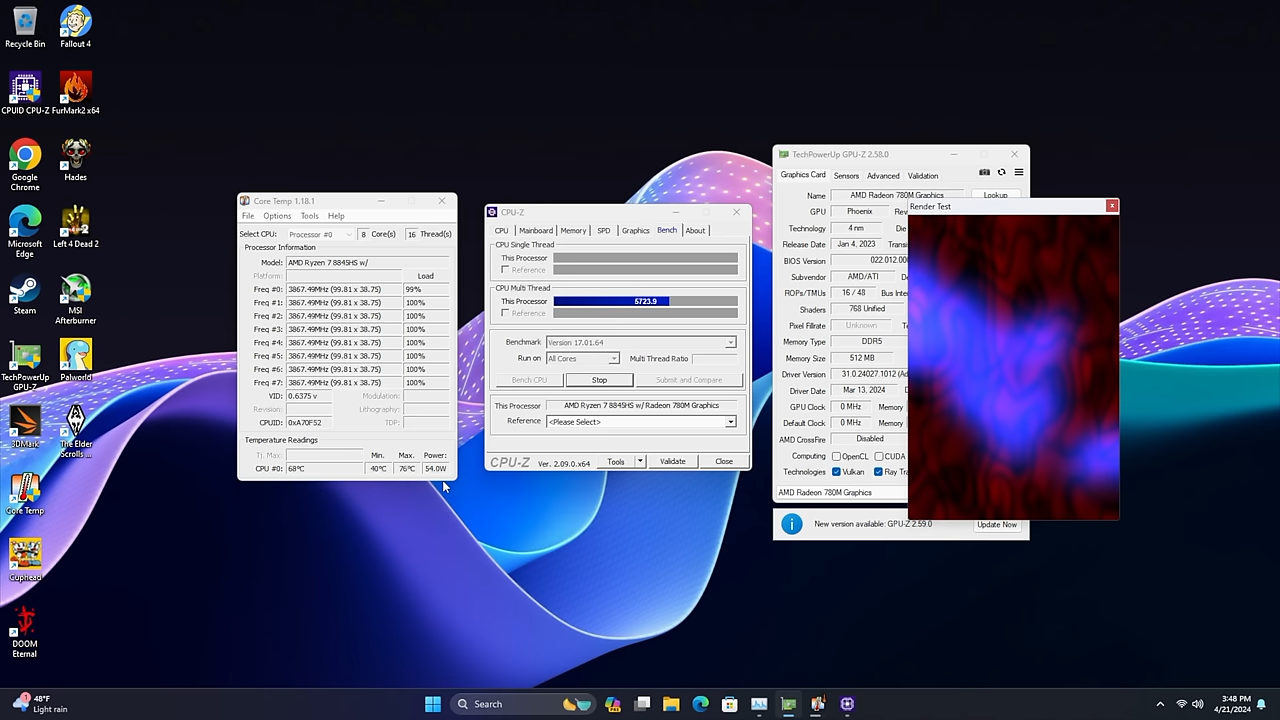 Recycle Bin
Fallout 4
CPUID CPU-Z
FurMark2 x64
Google
Chrome
Hades
Microsoft
Edge
Left 4 Dead 2
Steam
MSI
Afterburner
TechPowerUp
GPU-Z
Palworld
3DMark
The Elder
Scrolls ...
Core Temp
Cuphead
DOOM
Eternal
Core Temp 1.18.1
File Options Tools Help
Select CPU: Processor #0 8 Core(s) 16 Thread(s)
Processor Information
Model: AMD Ryzen 7 8845HS w/
Platform: Load
Freq #0: 3867.49MHz (99.81 x 38.75) 99%
Freq #1: 3867.49MHz (99.81 x 38.75) 100%
Freq #2: 3867.49MHz (99.81 x 38.75) 100%
Freq #3: 3867.49MHz (99.81 x 38.75) 100%
Freq #4: 3867.49MHz (99.81 x 38.75) 100%
Freq #5: 3867.49MHz (99.81 x 38.75) 100%
Freq #6: 3867.49MHz (99.81 x 38.75) 100%
Freq #7: 3867.49MHz (99.81 x 38.75) 100%
VID: 0.6375 v Modulation:
Revision: Lithography:
CPUID: 0xA70F52 TDP:
Temperature Readings
Tj. Max: Min. Max. Power:
CPU #0: 68°C 40°C 76°C 54.0W
CPU-Z
CPU Mainboard Memory SPD Graphics Bench About
CPU Single Thread
This Processor
Reference
CPU Multi Thread
This Processor 5723.9
Reference
Benchmark Version 17.01.64
Run on All Cores Multi Thread Ratio
Bench CPU Stop Submit and Compare
This Processor AMD Ryzen 7 8845HS w/ Radeon 780M Graphics
Reference <Please Select>
CPU-Z Ver. 2.09.0.x64 Tools Validate Close
TechPowerUp GPU-Z 2.58.0
Graphics Card Sensors Advanced Validation
Name AMD Radeon 780M Graphics Lookup
GPU Phoenix Rev
Technology 4 nm Die
Release Date Jan 4, 2023 Transi
BIOS Version 022.012.00
Subvendor AMD/ATI De
ROPs/TMUs 16 / 48 Bus Inte
Shaders 768 Unified
Pixel Fillrate Unknown Te
Memory Type DDR5
Memory Size 512 MB
Driver Version 31.0.24027.1012 (Ad
Driver Date Mar 13, 2024
GPU Clock 0 MHz Memory
Default Clock 0 MHz Memory
AMD CrossFire Disabled
Computing OpenCL CUDA
Technologies Vulkan Ray Tra
AMD Radeon 780M Graphics
New version available: GPU-Z 2.59.0 Update Now
Render Test
1
48°F
Light rain
Search
3:48 PM
4/21/2024